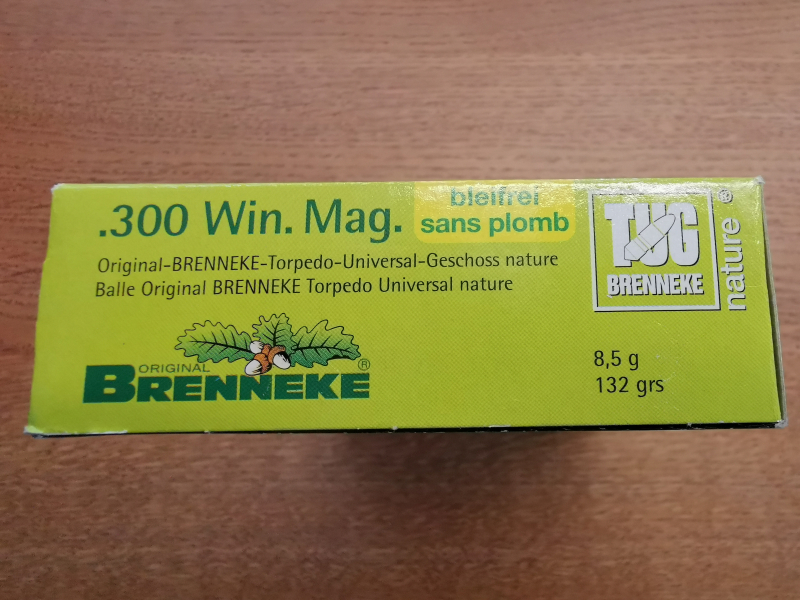 .300 Win. Mag.
bleifrei
sans plomb
Original-BRENNEKE-Torpedo-Universal-Geschoss nature
Balle Original BRENNEKE Torpedo Universal nature
TUG
BRENNEKE
nature ®
ORIGINAL
BRENNEKE ®
8,5 g
132 grs